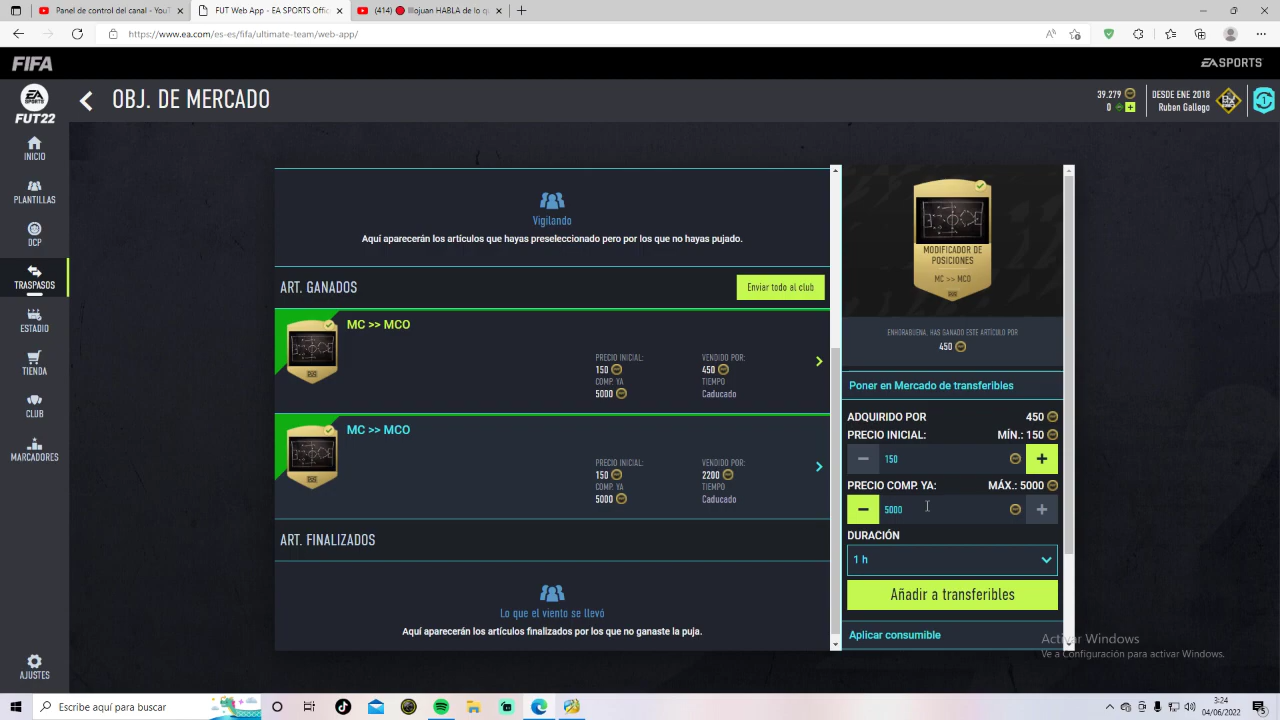 Panel de control del canal - YouT
FUT Web App - EA SPORTS Offici
(414) 🔴 Illojuan HABLA de lo q
https://www.ea.com/es-es/fifa/ultimate-team/web-app/
FIFA
EA SPORTS
EA SPORTS
FUT22
OBJ. DE MERCADO
39.279
0
DESDE ENE 2018
Ruben Gallego
INICIO
PLANTILLAS
DCP
TRASPASOS
ESTADIO
TIENDA
CLUB
MARCADORES
AJUSTES
Vigilando
Aquí aparecerán los artículos que hayas preseleccionado pero por los que no hayas pujado.
ART. GANADOS
Enviar todo al club
MC >> MCO
PRECIO INICIAL:
150
COMP. YA
5000
VENDIDO POR:
450
TIEMPO
Caducado
MC >> MCO
PRECIO INICIAL:
150
COMP. YA
5000
VENDIDO POR:
2200
TIEMPO
Caducado
ART. FINALIZADOS
Lo que el viento se llevó
Aquí aparecerán los artículos finalizados por los que no ganaste la puja.
MODIFICADOR DE
POSICIONES
MC >> MCO
ENHORABUENA, HAS GANADO ESTE ARTÍCULO POR
450
Poner en Mercado de transferibles
ADQUIRIDO POR 450
PRECIO INICIAL: MÍN.: 150
150
PRECIO COMP. YA: MÁX.: 5000
5000
DURACIÓN
1 h
Añadir a transferibles
Aplicar consumible
Activar Windows
Ve a Configuración para activar Windows.
Escribe aquí para buscar
3:24
04/06/2022